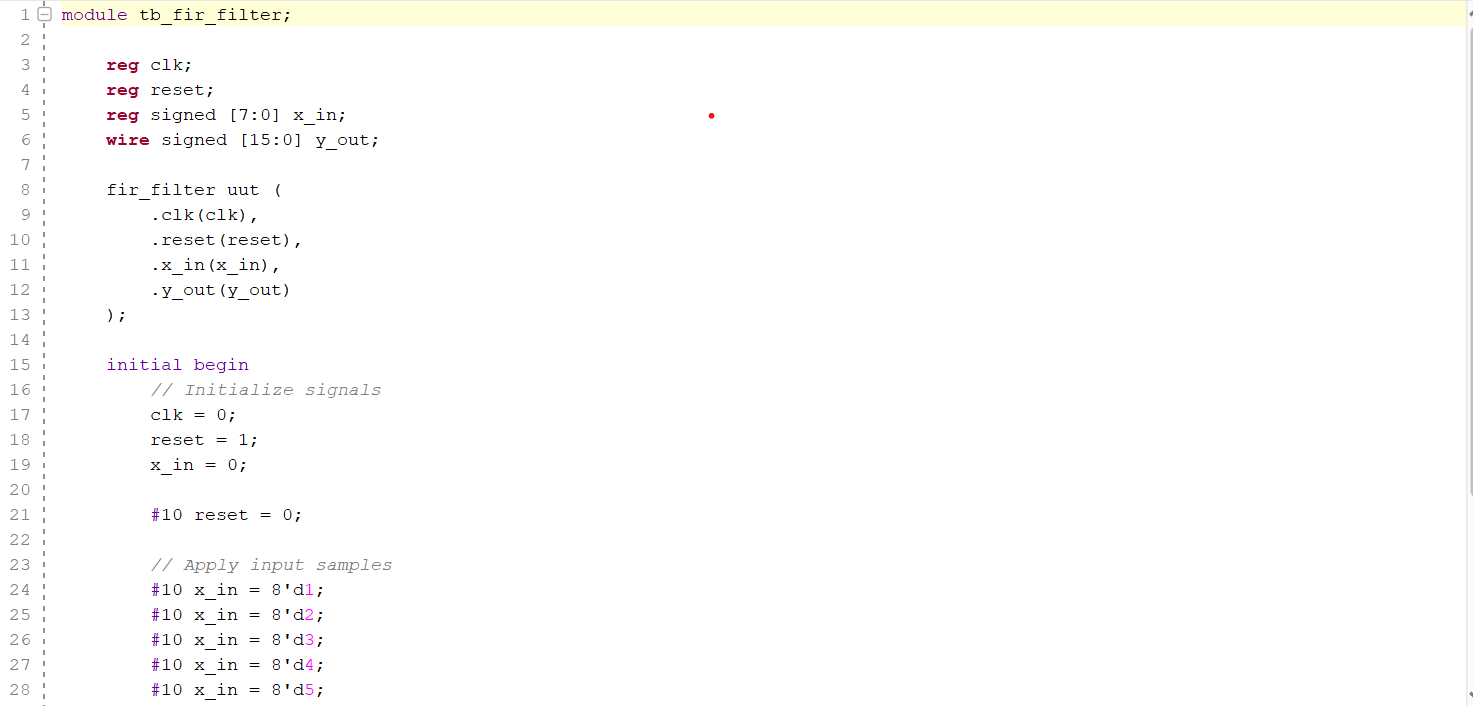 1 module tb_fir_filter;
2
3 reg clk;
4 reg reset;
5 reg signed [7:0] x_in;
6 wire signed [15:0] y_out;
7
8 fir_filter uut (
9 .clk(clk),
10 .reset(reset),
11 .x_in(x_in),
12 .y_out(y_out)
13 );
14
15 initial begin
16 // Initialize signals
17 clk = 0;
18 reset = 1;
19 x_in = 0;
20
21 #10 reset = 0;
22
23 // Apply input samples
24 #10 x_in = 8'd1;
25 #10 x_in = 8'd2;
26 #10 x_in = 8'd3;
27 #10 x_in = 8'd4;
28 #10 x_in = 8'd5;